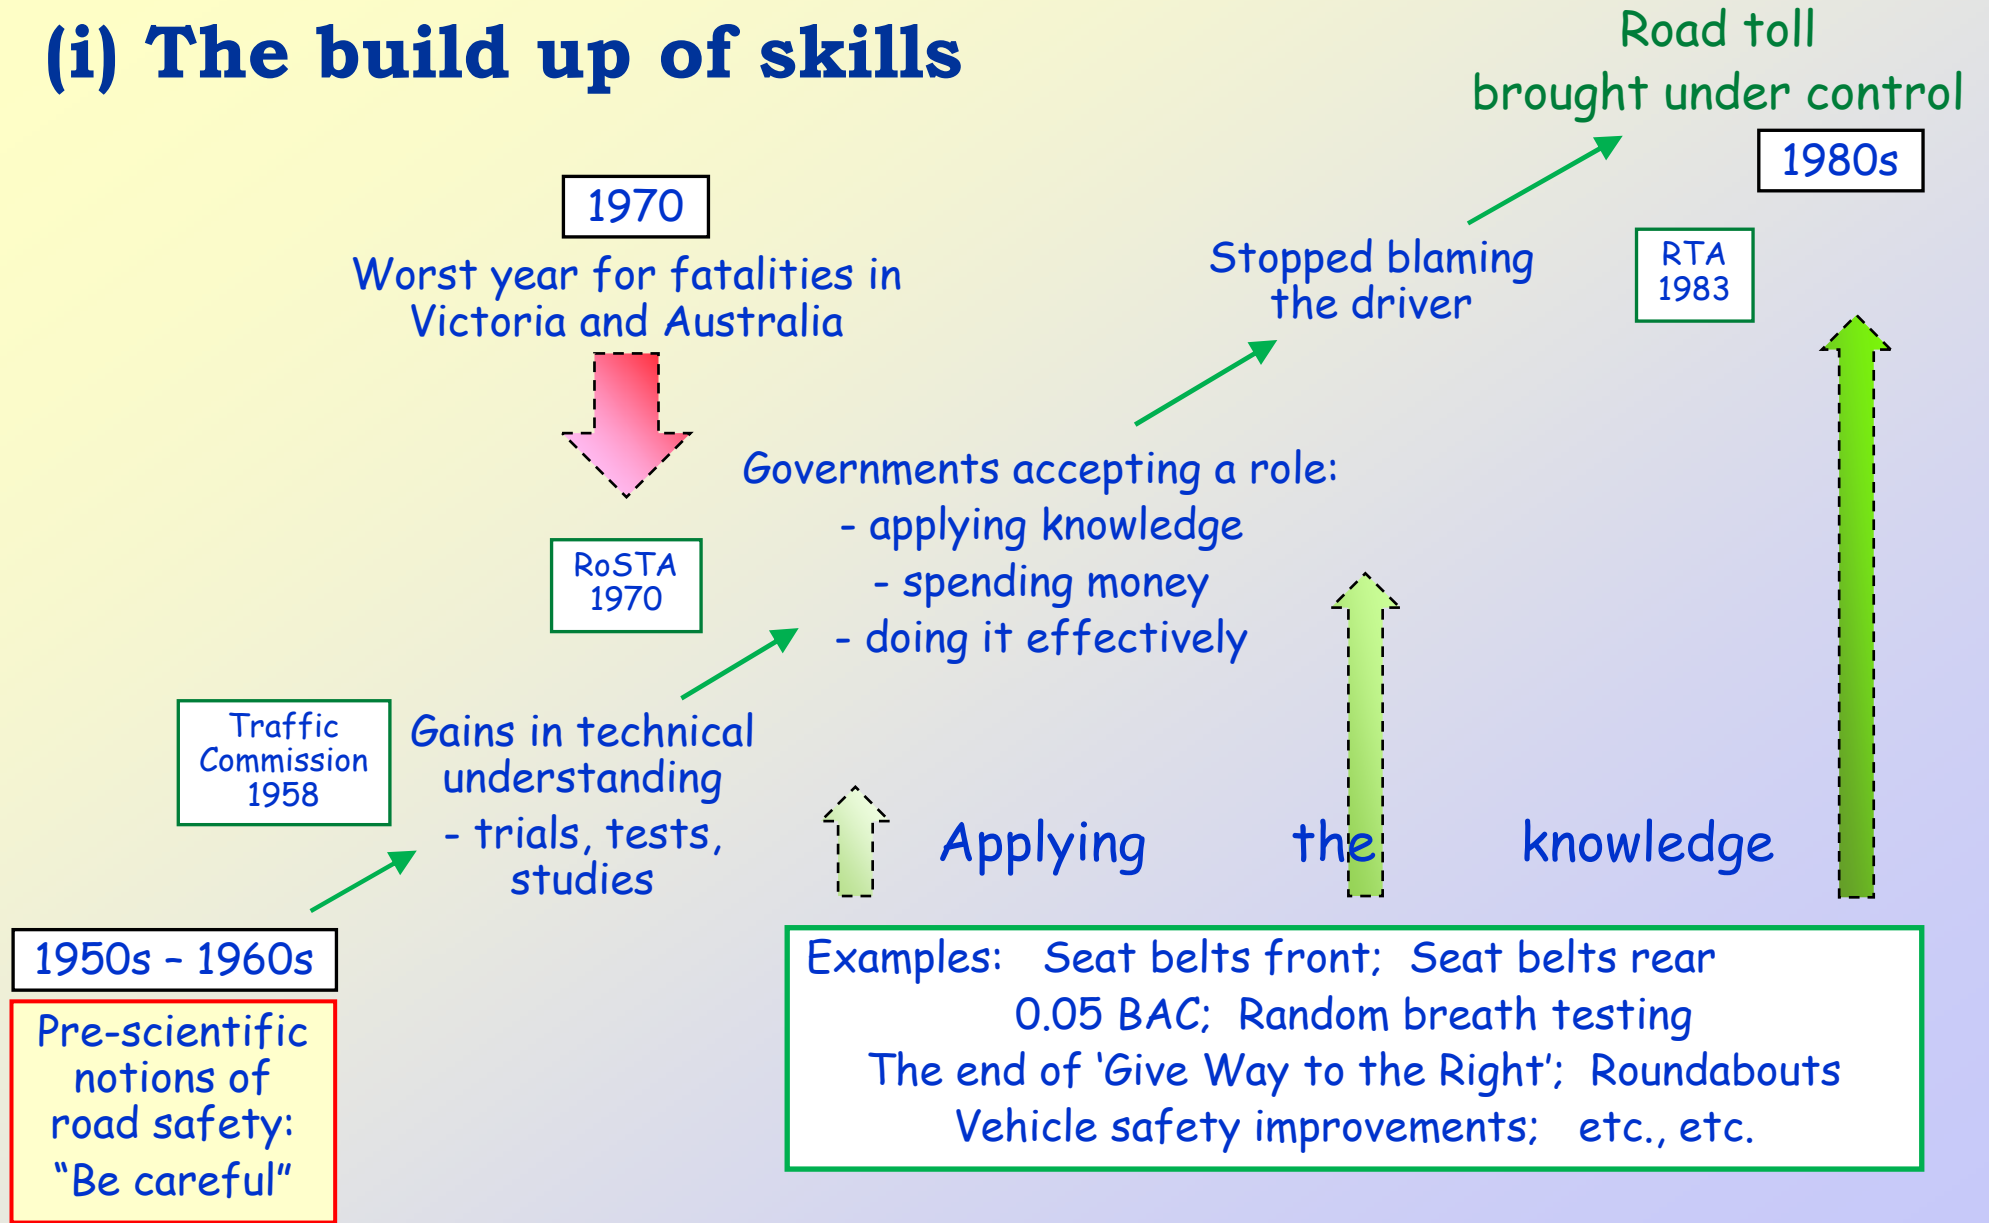 (i) The build up of skills
Road toll
brought under control
1980s
1970
Worst year for fatalities in
Victoria and Australia
Stopped blaming
the driver
RTA
1983
Governments accepting a role:
- applying knowledge
- spending money
- doing it effectively
RoSTA
1970
Traffic
Commission
1958
Gains in technical
understanding
- trials, tests,
studies
Applying the knowledge
1950s – 1960s
Pre-scientific
notions of
road safety:
“Be careful”
Examples: Seat belts front; Seat belts rear
0.05 BAC; Random breath testing
The end of ‘Give Way to the Right’; Roundabouts
Vehicle safety improvements; etc., etc.